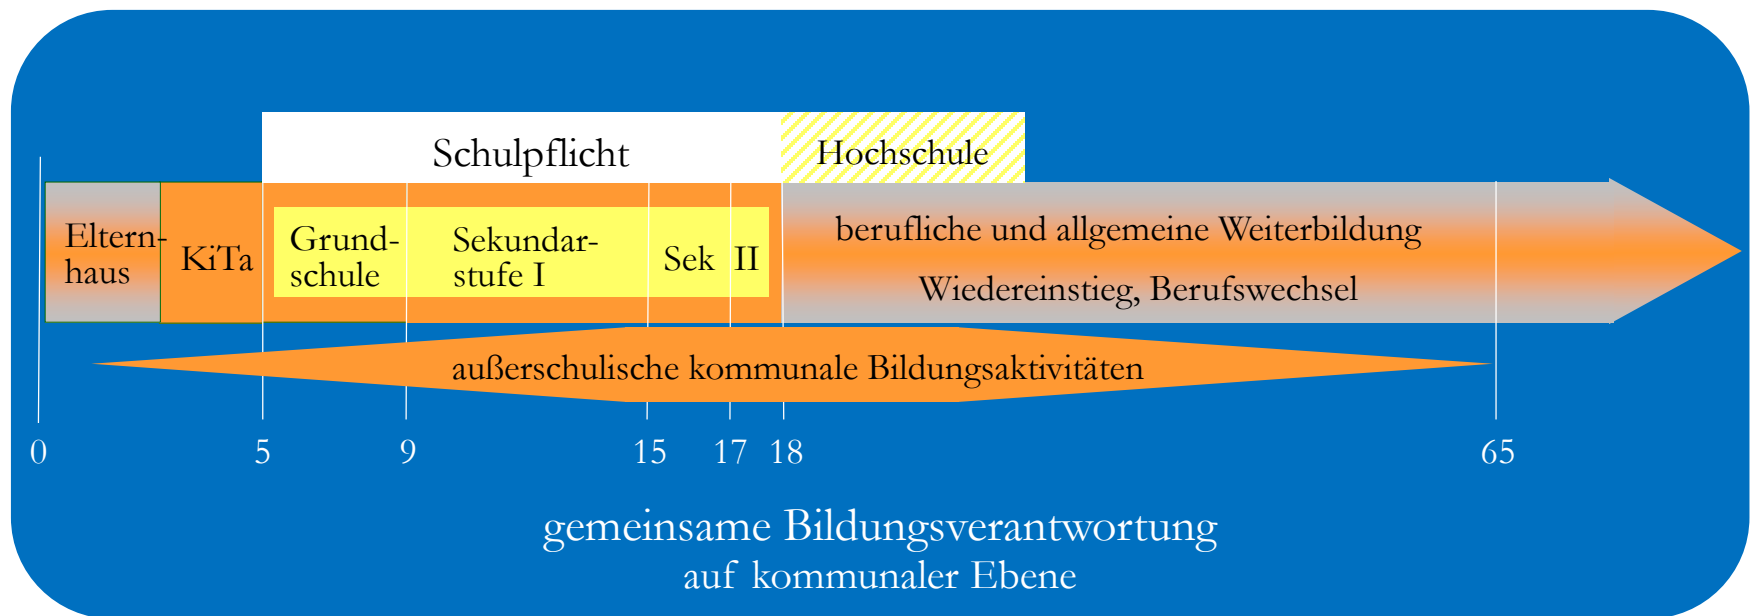 Schulpflicht
Hochschule
Eltern-
haus
KiTa
Grund-
schule
Sekundar-
stufe I
Sek II
berufliche und allgemeine Weiterbildung
Wiedereinstieg, Berufswechsel
außerschulische kommunale Bildungsaktivitäten
0 5 9 15 17 18 65
gemeinsame Bildungsverantwortung
auf kommunaler Ebene